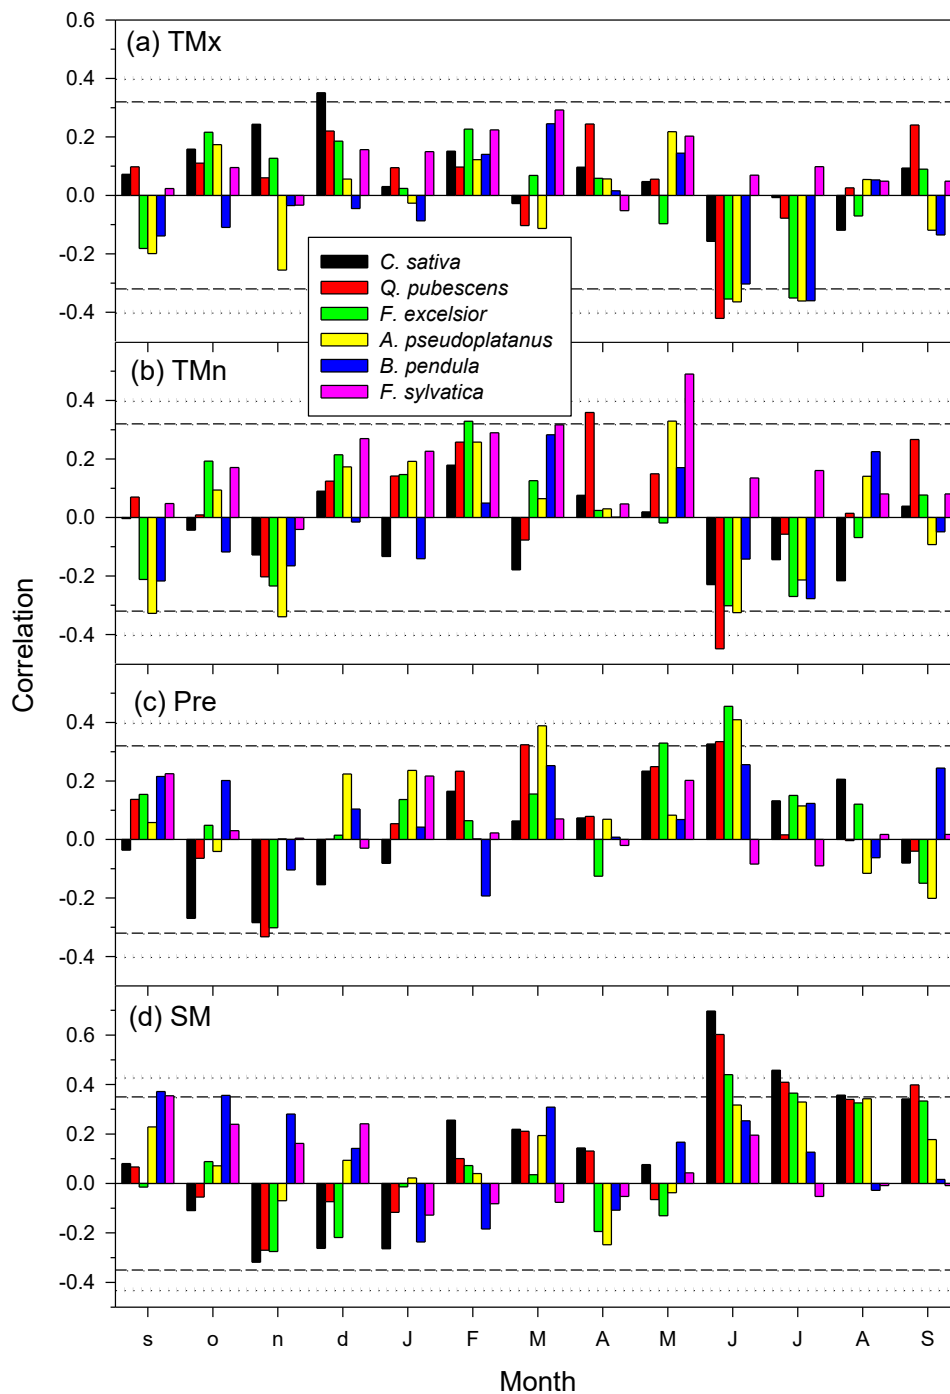 0.6
(a) TMx
0.4
0.2
0.0
-0.2
-0.4
C. sativa
Q. pubescens
F. excelsior
A. pseudoplatanus
B. pendula
F. sylvatica
(b) TMn
0.4
0.2
0.0
-0.2
-0.4
Correlation
(c) Pre
0.4
0.2
0.0
-0.2
-0.4
(d) SM
0.6
0.4
0.2
0.0
-0.2
-0.4
s o n d J F M A M J J A S
Month